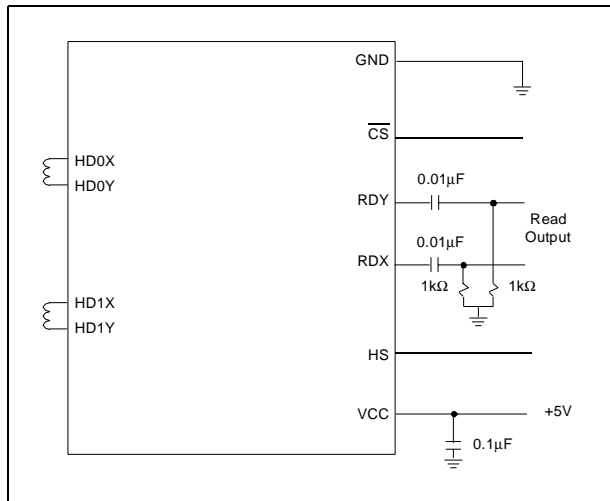 GND
CS
HD0X
HD0Y
0.01μF
RDY
Read
Output
0.01μF
RDX
1kΩ
1kΩ
HD1X
HD1Y
HS
VCC
+5V
0.1μF